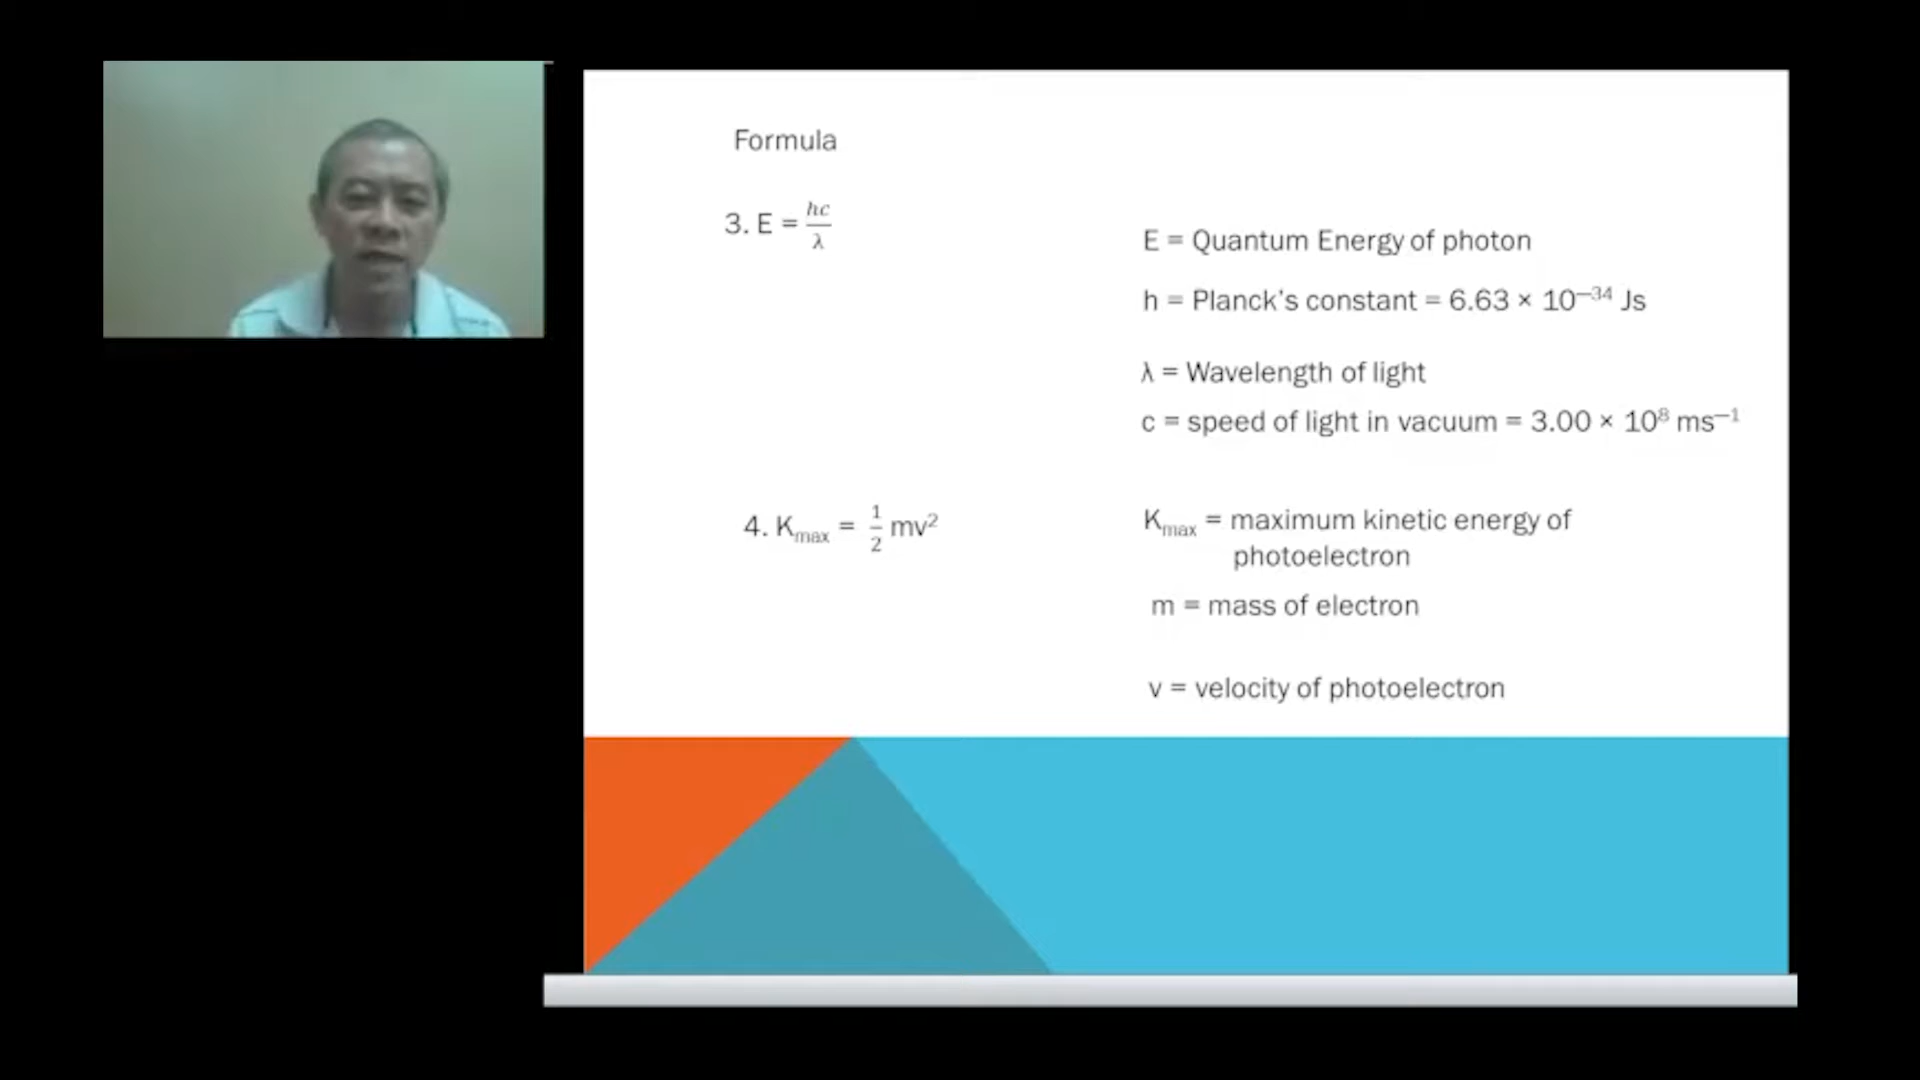 Formula
3. E = hc/λ
E = Quantum Energy of photon
h = Planck's constant = 6.63 × 10⁻³⁴ Js
λ = Wavelength of light
c = speed of light in vacuum = 3.00 × 10⁸ ms⁻¹
4. Kmax = 1/2 mv²
Kmax = maximum kinetic energy of
photoelectron
m = mass of electron
v = velocity of photoelectron